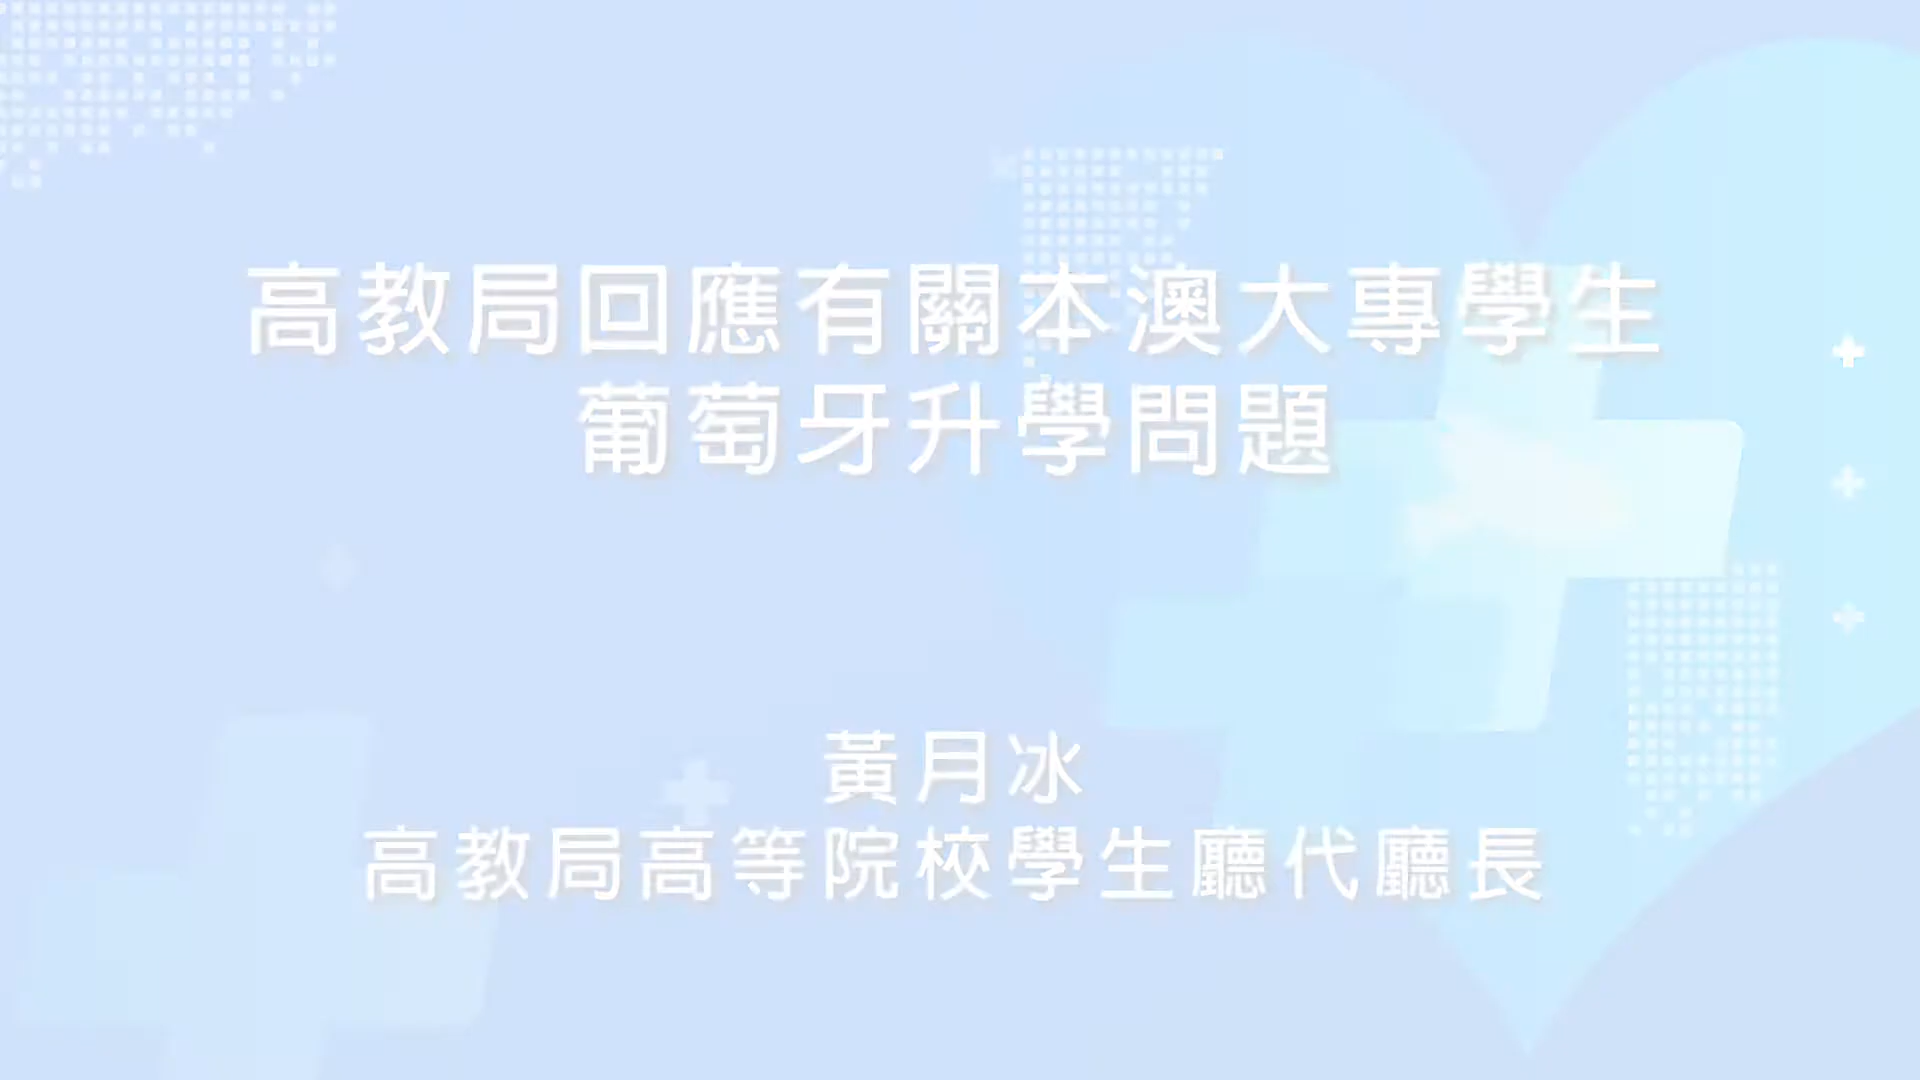 高教局回應有關本澳大專學生
葡萄牙升學問題
黃月冰
高教局高等院校學生廳代廳長